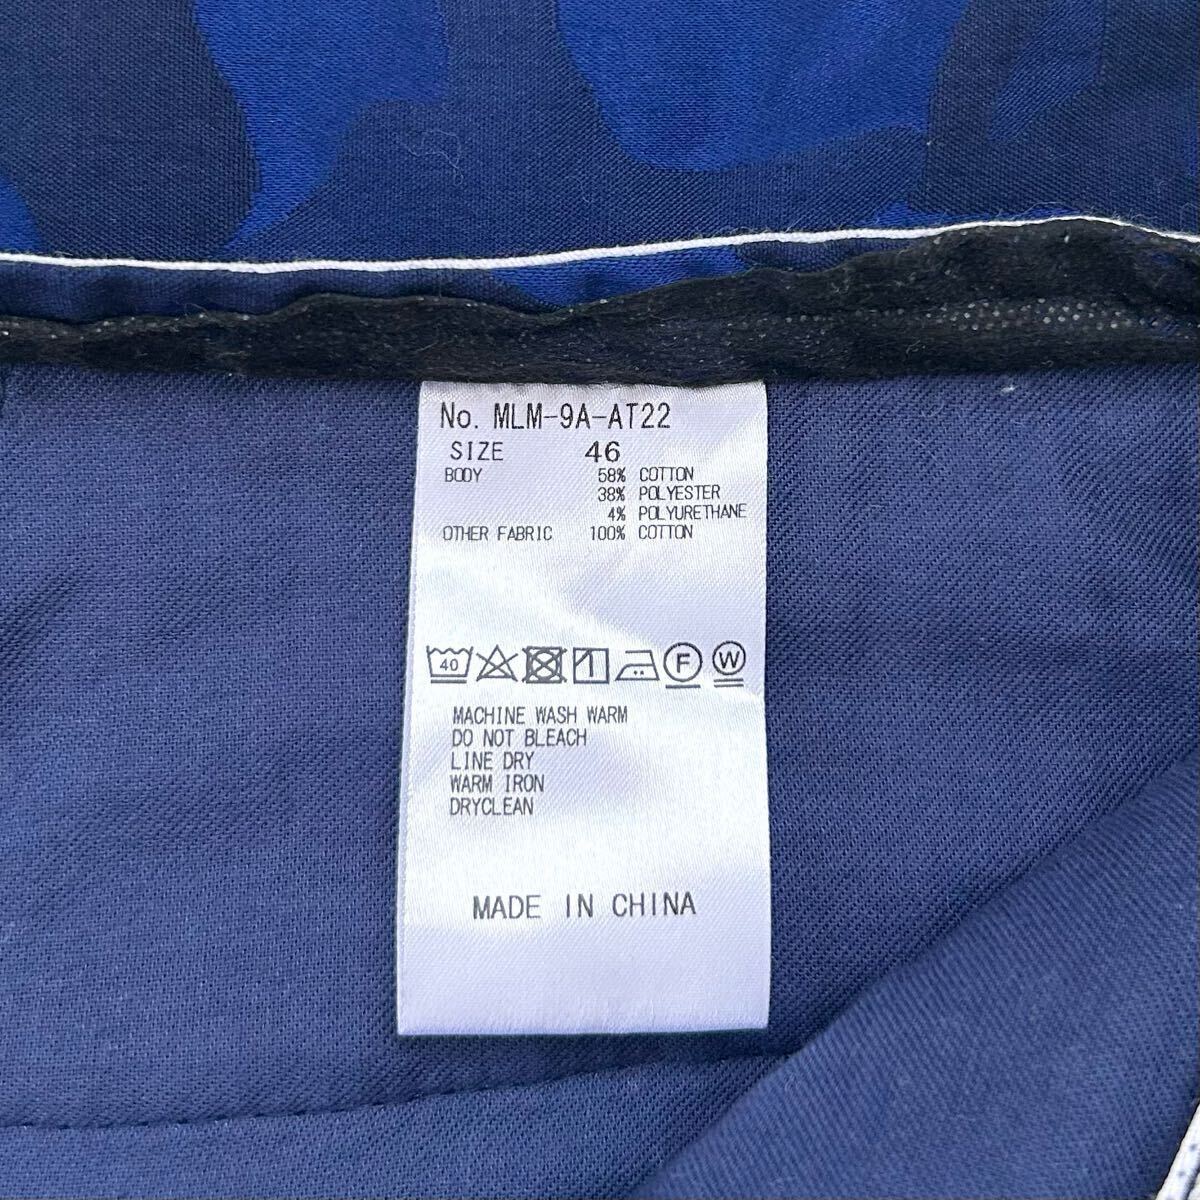 No. MLM-9A-AT22
SIZE 46
BODY 58% COTTON
38% POLYESTER
4% POLYURETHANE
OTHER FABRIC 100% COTTON
40 F W
MACHINE WASH WARM
DO NOT BLEACH
LINE DRY
WARM IRON
DRYCLEAN
MADE IN CHINA